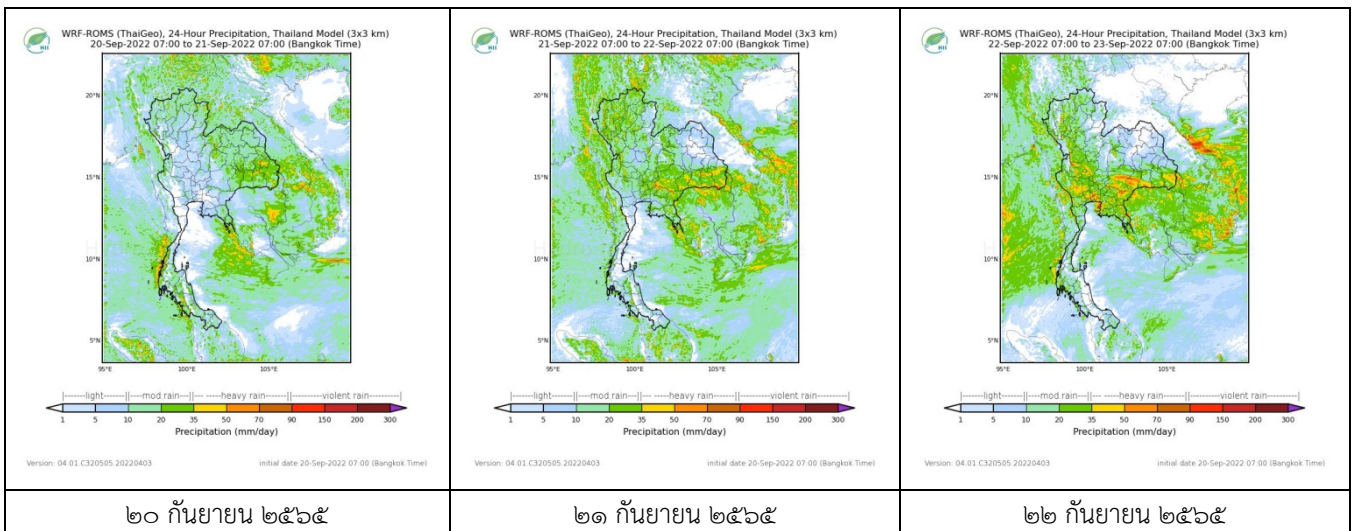 HII
WRF-ROMS (ThaiGeo), 24-Hour Precipitation, Thailand Model (3x3 km)
20-Sep-2022 07:00 to 21-Sep-2022 07:00 (Bangkok Time)
20°N
15°N
10°N
5°N
95°E 100°E 105°E
|------light------||---mod rain---||--- ---heavy rain------||------violent rain------|
1 5 10 20 35 50 70 90 150 200 300
Precipitation (mm/day)
Version: 04.01.C320505.20220403 initial date 20-Sep-2022 07:00 (Bangkok Time)
๒๐ กันยายน ๒๕๖๕
HII
WRF-ROMS (ThaiGeo), 24-Hour Precipitation, Thailand Model (3x3 km)
21-Sep-2022 07:00 to 22-Sep-2022 07:00 (Bangkok Time)
20°N
15°N
10°N
5°N
95°E 100°E 105°E
|------light------||---mod rain---||--- ---heavy rain------||------violent rain------|
1 5 10 20 35 50 70 90 150 200 300
Precipitation (mm/day)
Version: 04.01.C320505.20220403 initial date 20-Sep-2022 07:00 (Bangkok Time)
๒๑ กันยายน ๒๕๖๕
HII
WRF-ROMS (ThaiGeo), 24-Hour Precipitation, Thailand Model (3x3 km)
22-Sep-2022 07:00 to 23-Sep-2022 07:00 (Bangkok Time)
20°N
15°N
10°N
5°N
95°E 100°E 105°E
|------light------||---mod rain---||--- ---heavy rain------||------violent rain------|
1 5 10 20 35 50 70 90 150 200 300
Precipitation (mm/day)
Version: 04.01.C320505.20220403 initial date 20-Sep-2022 07:00 (Bangkok Time)
๒๒ กันยายน ๒๕๖๕